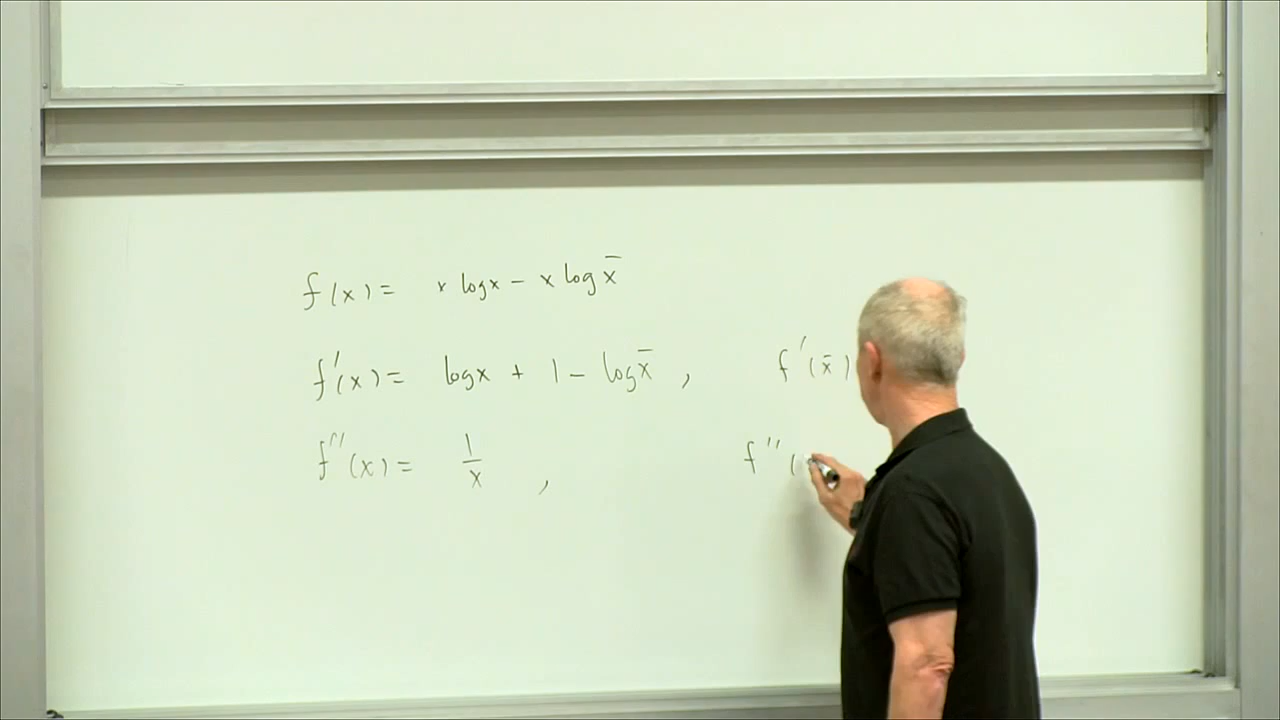 f(x) = x log x - x log x̄
f'(x) = log x + 1 - log x̄ , f'(x̄)
f''(x) = 1/x , f''(